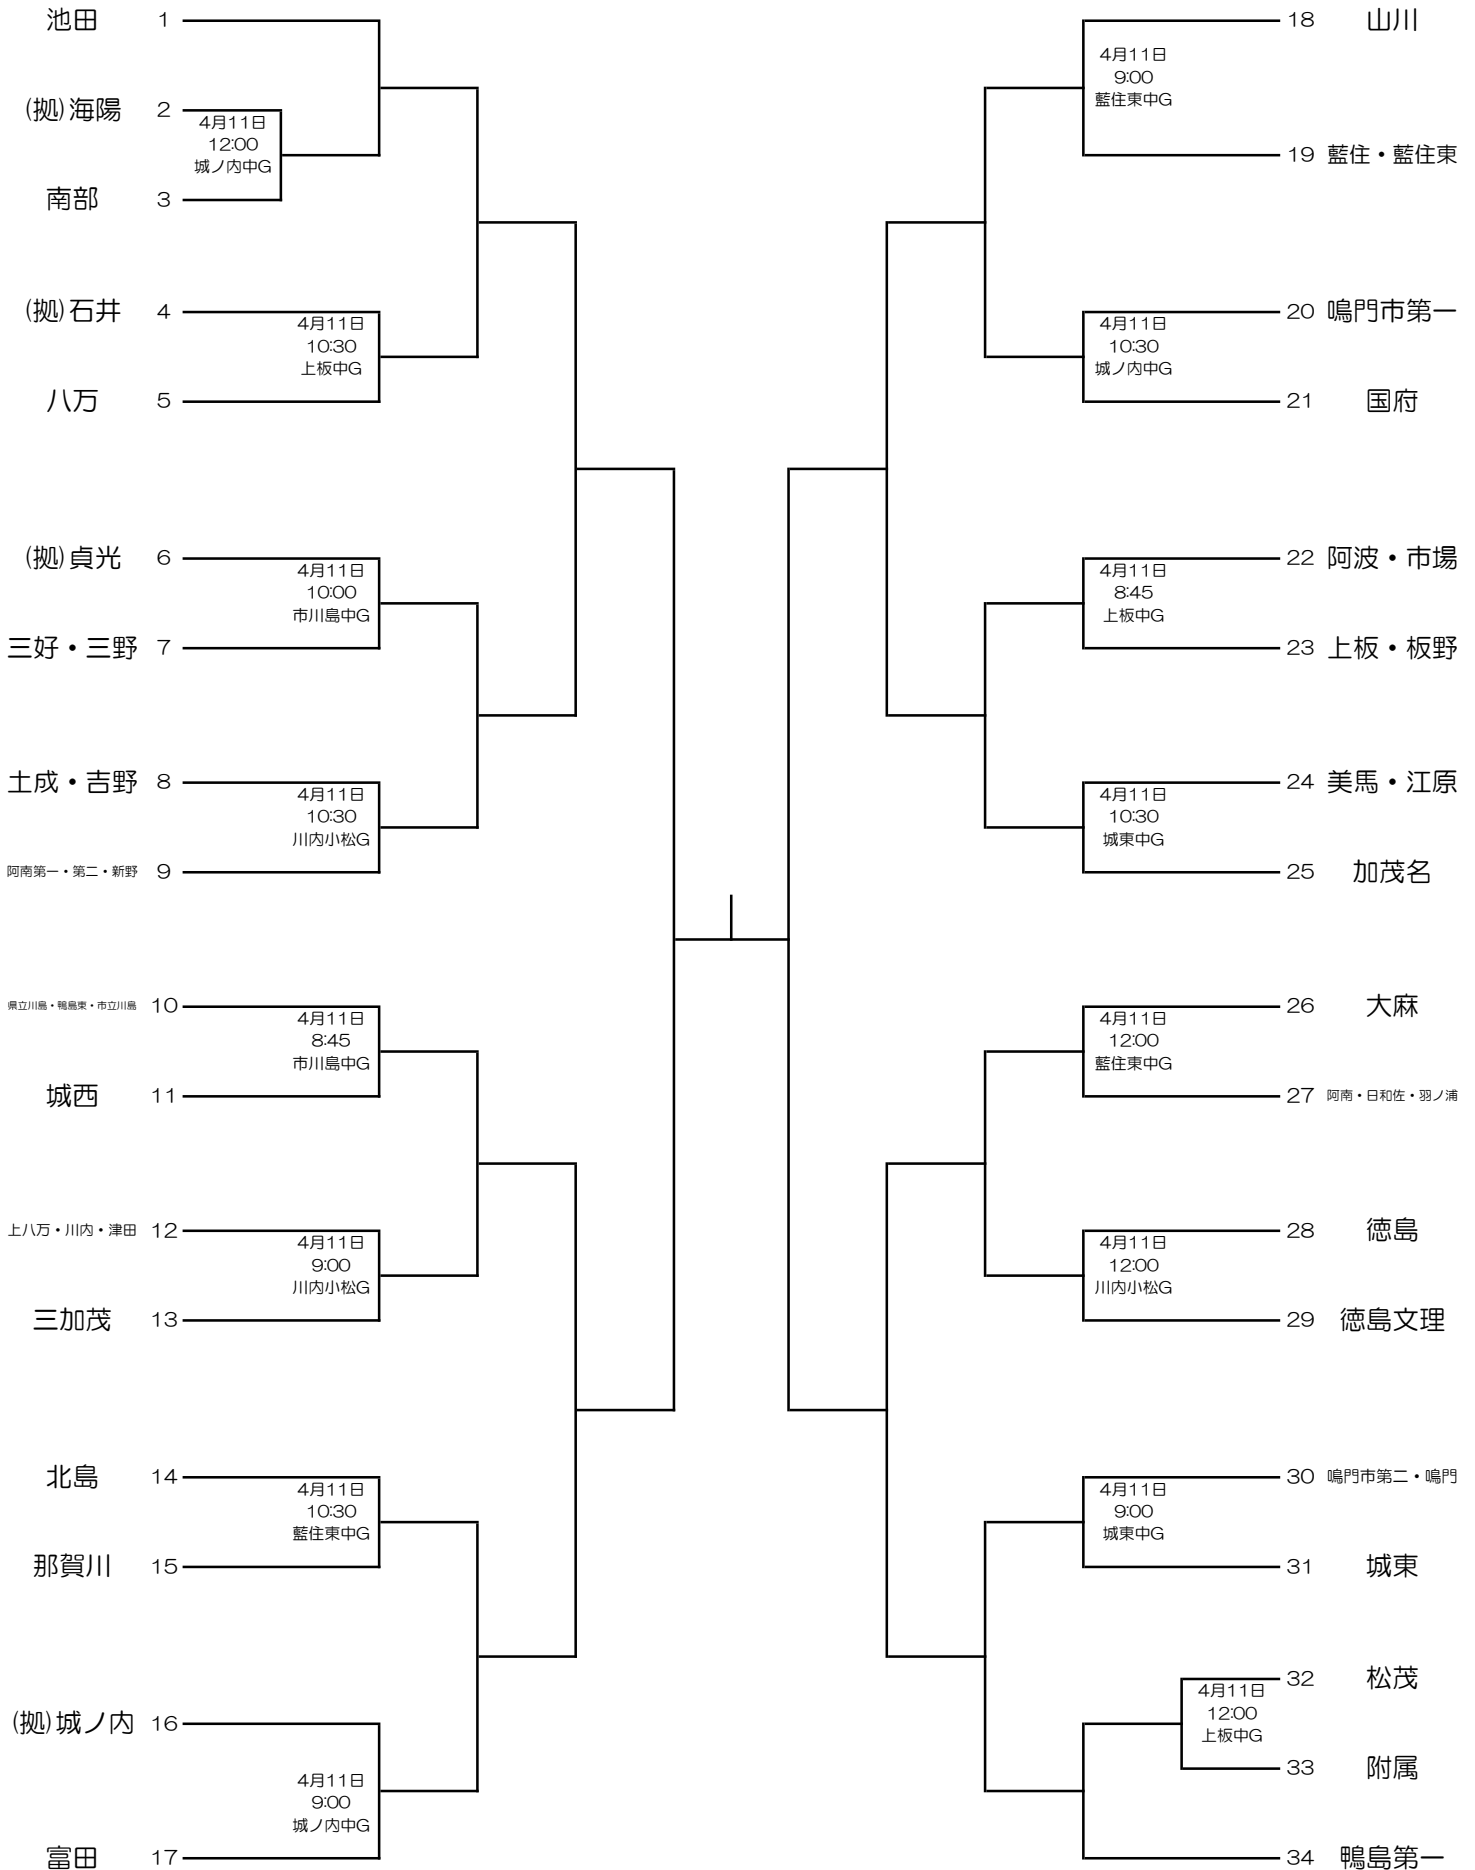 池田 1
(拠)海陽 2
4月11日
12:00
城ノ内中G
南部 3
(拠)石井 4
4月11日
10:30
上板中G
八万 5
(拠)貞光 6
4月11日
10:00
市川島中G
三好・三野 7
土成・吉野 8
4月11日
10:30
川内小松G
阿南第一・第二・新野 9
県立川島・鴨島東・市立川島 10
4月11日
8:45
市川島中G
城西 11
上八万・川内・津田 12
4月11日
9:00
川内小松G
三加茂 13
北島 14
4月11日
10:30
藍住東中G
那賀川 15
(拠)城ノ内 16
4月11日
9:00
城ノ内中G
富田 17
18 山川
4月11日
9:00
藍住東中G
19 藍住・藍住東
20 鳴門市第一
4月11日
10:30
城ノ内中G
21 国府
22 阿波・市場
4月11日
8:45
上板中G
23 上板・板野
24 美馬・江原
4月11日
10:30
城東中G
25 加茂名
26 大麻
4月11日
12:00
藍住東中G
27 阿南・日和佐・羽ノ浦
28 徳島
4月11日
12:00
川内小松G
29 徳島文理
30 鳴門市第二・鳴門
4月11日
9:00
城東中G
31 城東
32 松茂
4月11日
12:00
上板中G
33 附属
34 鴨島第一